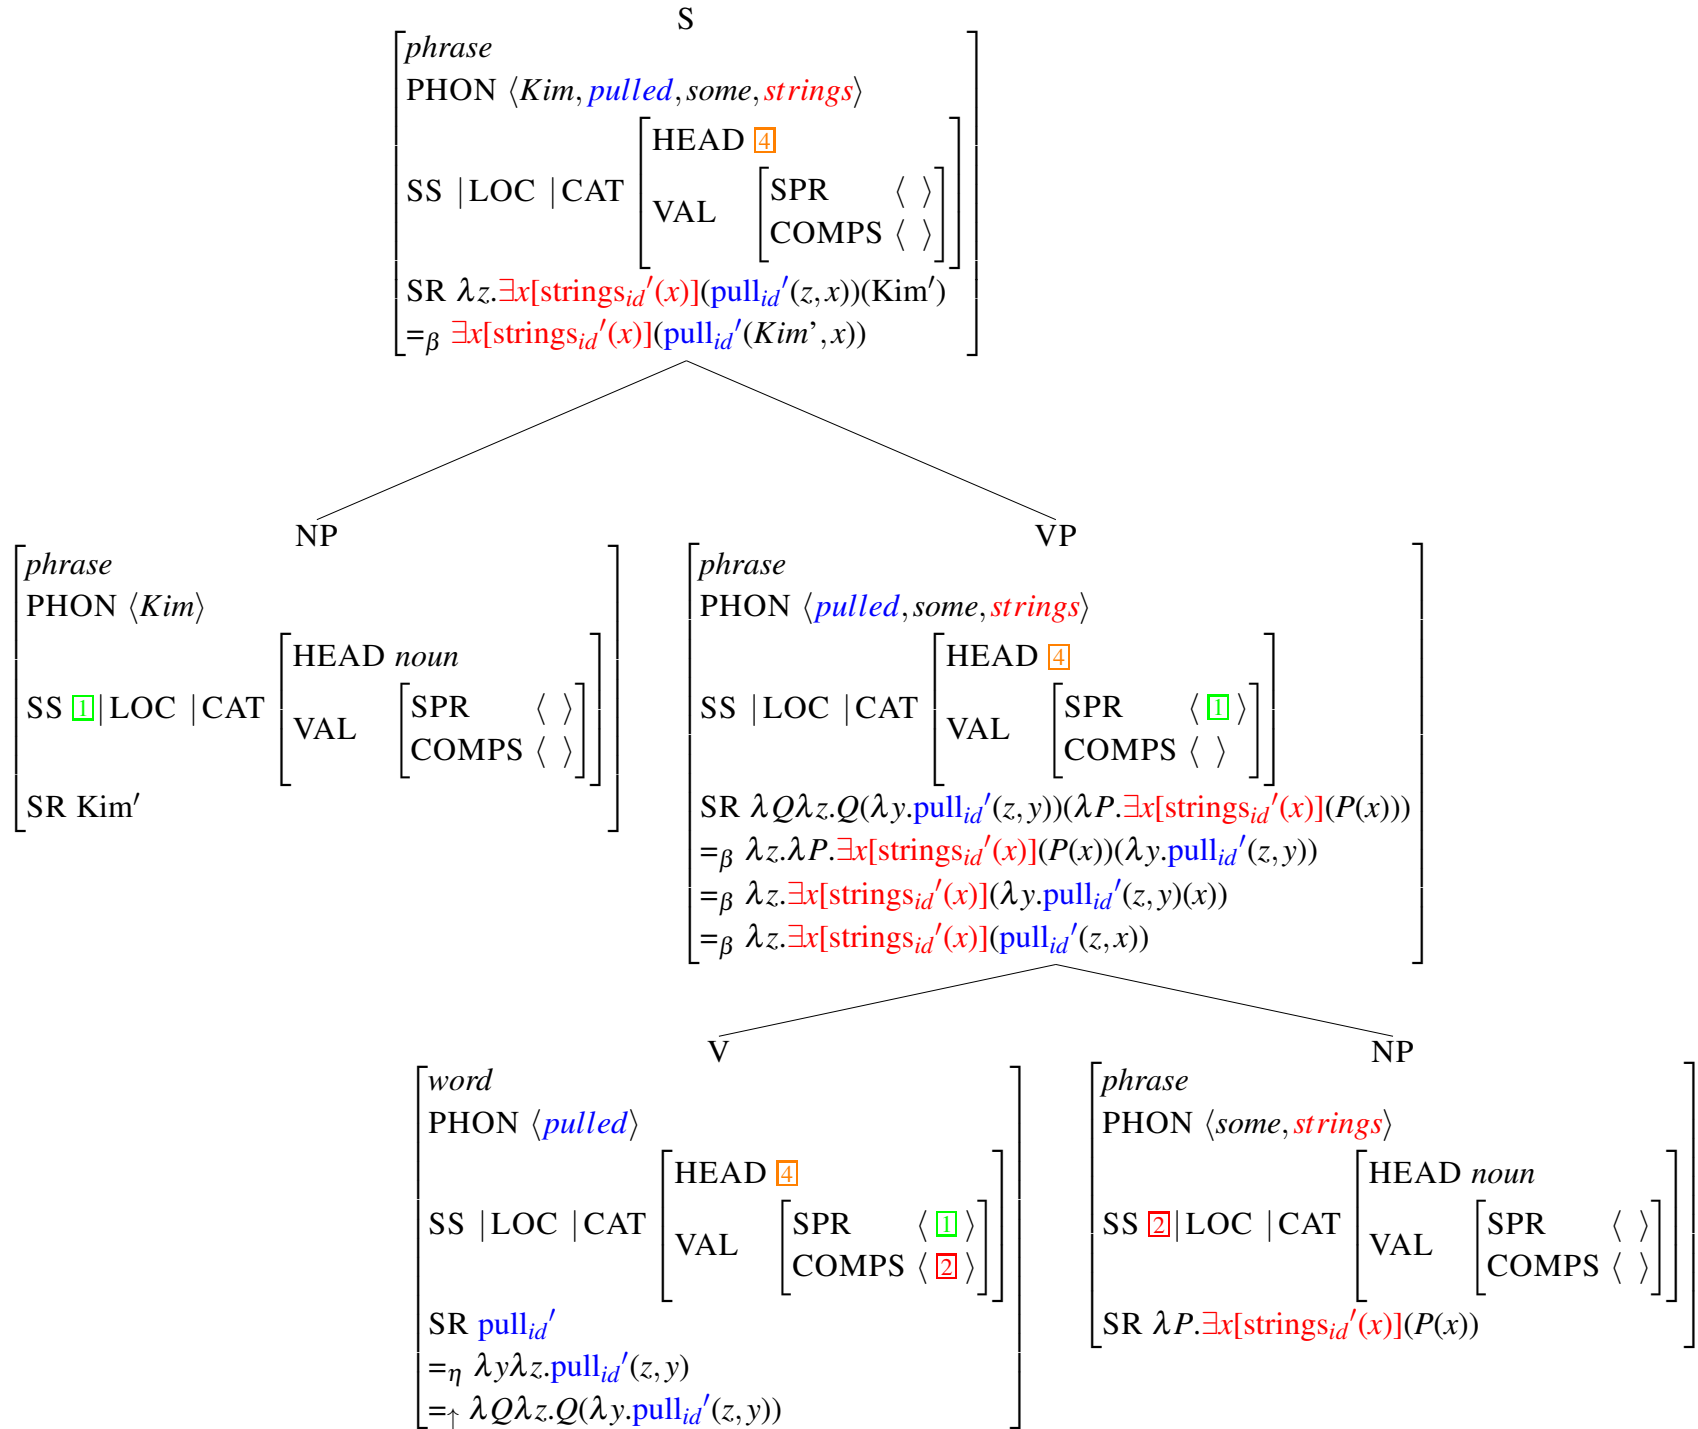 S
phrase
PHON ⟨Kim, pulled, some, strings⟩
HEAD 4
SS |LOC |CAT
VAL
SPR ⟨ ⟩
COMPS ⟨ ⟩
SR λz.∃x[strings_id′(x)](pull_id′(z,x))(Kim′)
=β ∃x[strings_id′(x)](pull_id′(Kim’,x))
NP
phrase
PHON ⟨Kim⟩
HEAD noun
SS 1|LOC |CAT
VAL
SPR ⟨ ⟩
COMPS ⟨ ⟩
SR Kim′
VP
phrase
PHON ⟨pulled, some, strings⟩
HEAD 4
SS |LOC |CAT
VAL
SPR ⟨ 1 ⟩
COMPS ⟨ ⟩
SR λQλz.Q(λy.pull_id′(z,y))(λP.∃x[strings_id′(x)](P(x)))
=β λz.λP.∃x[strings_id′(x)](P(x))(λy.pull_id′(z,y))
=β λz.∃x[strings_id′(x)](λy.pull_id′(z,y)(x))
=β λz.∃x[strings_id′(x)](pull_id′(z,x))
V
word
PHON ⟨pulled⟩
HEAD 4
SS |LOC |CAT
VAL
SPR ⟨ 1 ⟩
COMPS ⟨ 2 ⟩
SR pull_id′
=η λyλz.pull_id′(z,y)
=↑ λQλz.Q(λy.pull_id′(z,y))
NP
phrase
PHON ⟨some, strings⟩
HEAD noun
SS 2|LOC |CAT
VAL
SPR ⟨ ⟩
COMPS ⟨ ⟩
SR λP.∃x[strings_id′(x)](P(x))